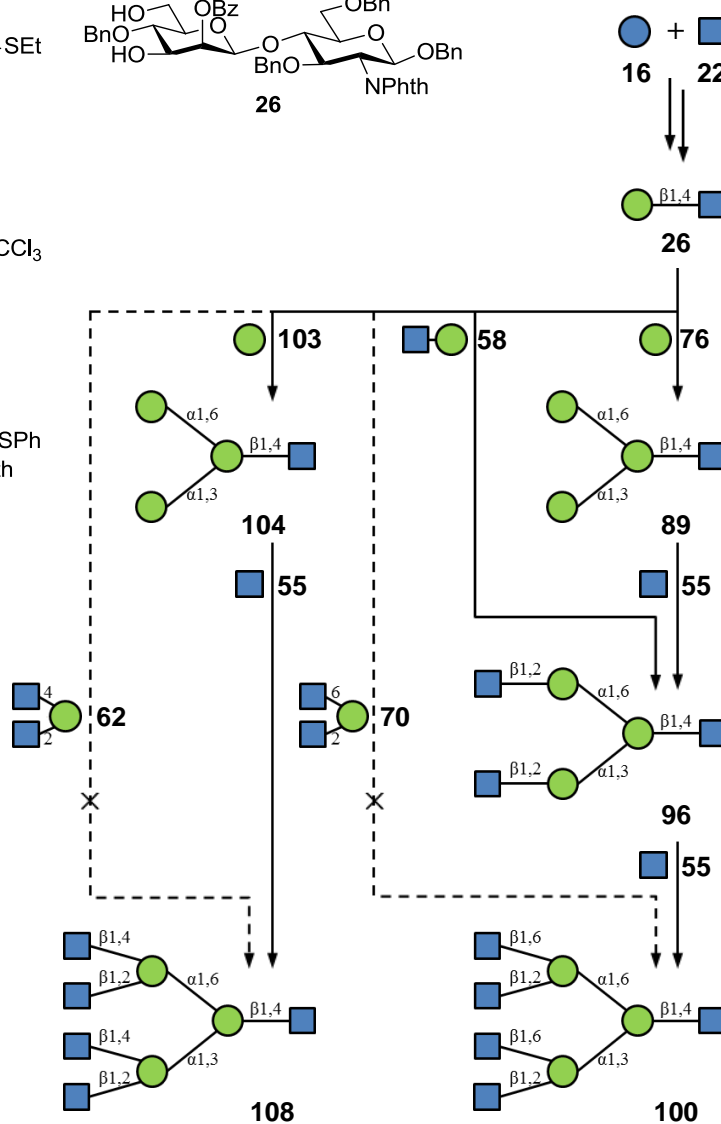 HO
OBz
O
BnO
HO
O
OBn
O
BnO
OBn
NPhth
26
SEt
16 + 22
β1,4
26
CCl3
103
58
76
α1,6
β1,4
α1,3
104
α1,6
β1,4
α1,3
89
SPh
th
55
55
4
2
62
6
2
70
β1,2
α1,6
β1,4
β1,2
α1,3
96
55
β1,4
β1,2
α1,6
β1,4
β1,4
β1,2
α1,3
108
β1,6
β1,2
α1,6
β1,4
β1,6
β1,2
α1,3
100